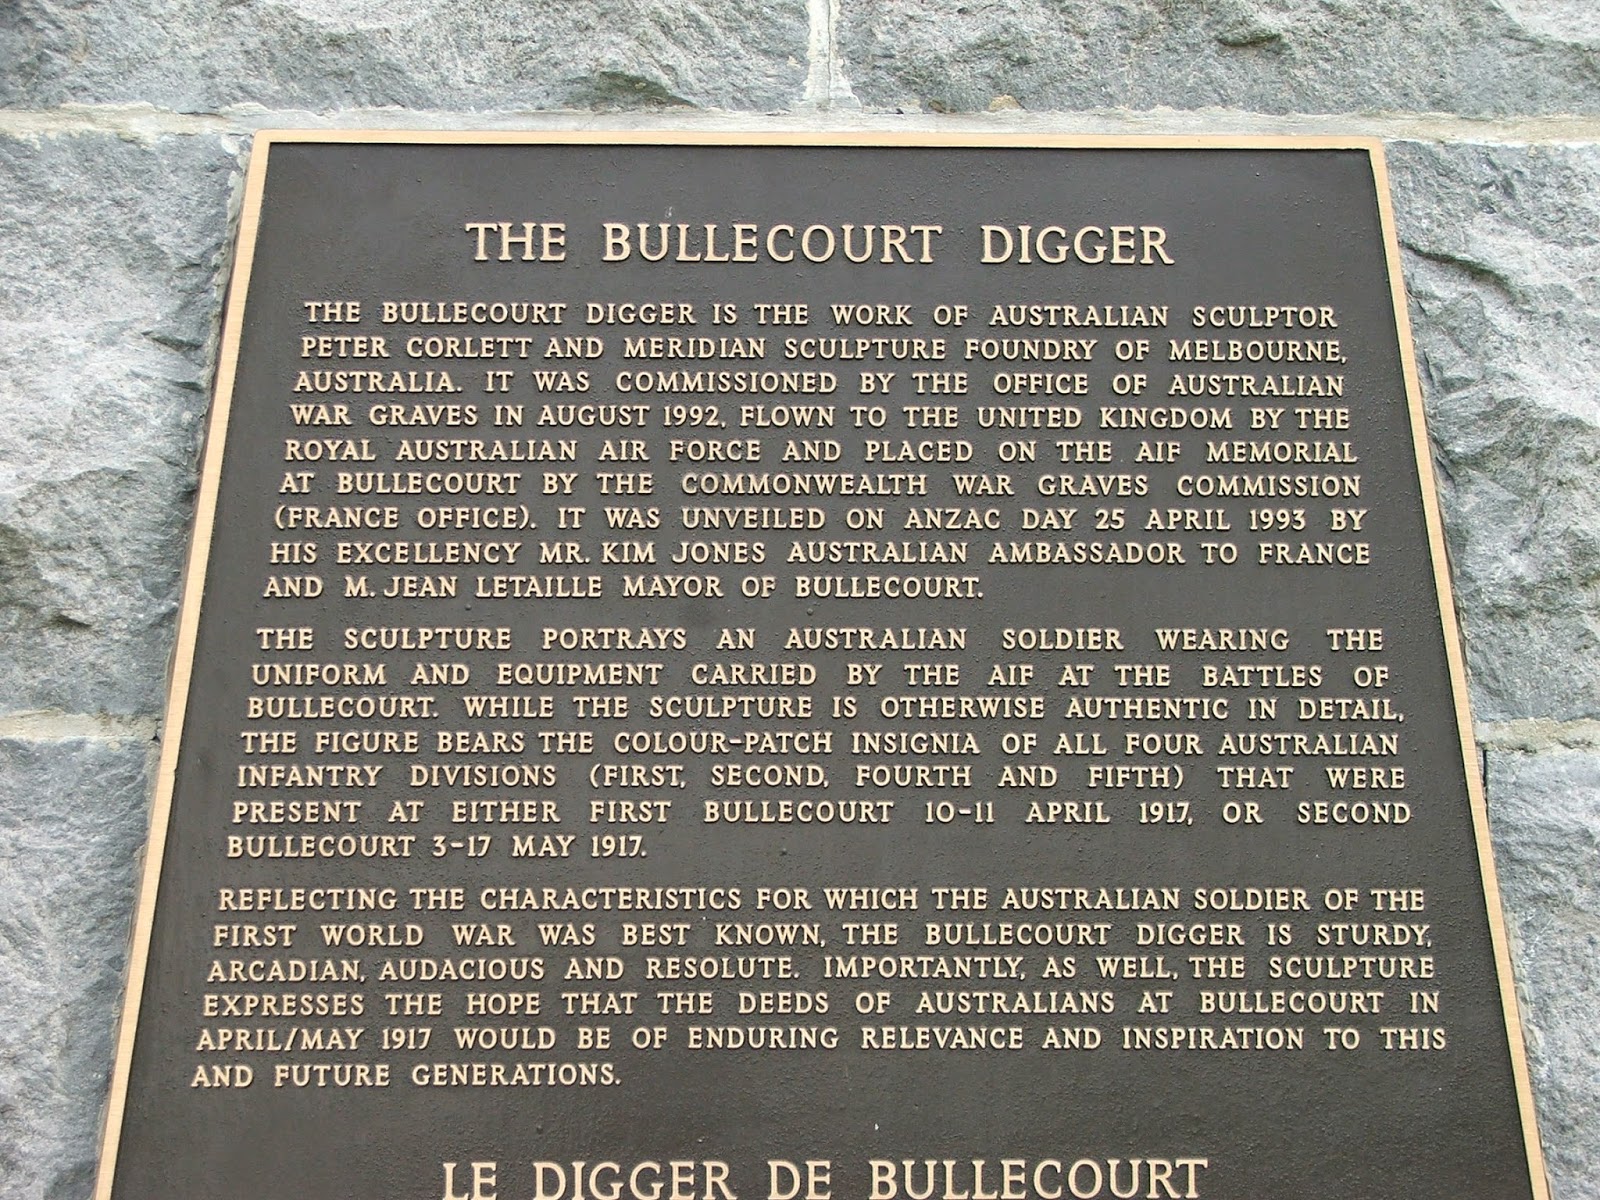 THE BULLECOURT DIGGER
THE BULLECOURT DIGGER IS THE WORK OF AUSTRALIAN SCULPTOR
PETER CORLETT AND MERIDIAN SCULPTURE FOUNDRY OF MELBOURNE,
AUSTRALIA. IT WAS COMMISSIONED BY THE OFFICE OF AUSTRALIAN
WAR GRAVES IN AUGUST 1992, FLOWN TO THE UNITED KINGDOM BY THE
ROYAL AUSTRALIAN AIR FORCE AND PLACED ON THE AIF MEMORIAL
AT BULLECOURT BY THE COMMONWEALTH WAR GRAVES COMMISSION
(FRANCE OFFICE). IT WAS UNVEILED ON ANZAC DAY 25 APRIL 1993 BY
HIS EXCELLENCY MR. KIM JONES AUSTRALIAN AMBASSADOR TO FRANCE
AND M. JEAN LETAILLE MAYOR OF BULLECOURT.
THE SCULPTURE PORTRAYS AN AUSTRALIAN SOLDIER WEARING THE
UNIFORM AND EQUIPMENT CARRIED BY THE AIF AT THE BATTLES OF
BULLECOURT. WHILE THE SCULPTURE IS OTHERWISE AUTHENTIC IN DETAIL,
THE FIGURE BEARS THE COLOUR-PATCH INSIGNIA OF ALL FOUR AUSTRALIAN
INFANTRY DIVISIONS (FIRST, SECOND, FOURTH AND FIFTH) THAT WERE
PRESENT AT EITHER FIRST BULLECOURT 10-11 APRIL 1917, OR SECOND
BULLECOURT 3-17 MAY 1917.
REFLECTING THE CHARACTERISTICS FOR WHICH THE AUSTRALIAN SOLDIER OF THE
FIRST WORLD WAR WAS BEST KNOWN, THE BULLECOURT DIGGER IS STURDY,
ARCADIAN, AUDACIOUS AND RESOLUTE. IMPORTANTLY, AS WELL, THE SCULPTURE
EXPRESSES THE HOPE THAT THE DEEDS OF AUSTRALIANS AT BULLECOURT IN
APRIL/MAY 1917 WOULD BE OF ENDURING RELEVANCE AND INSPIRATION TO THIS
AND FUTURE GENERATIONS.
LE DIGGER DE BULLECOURT